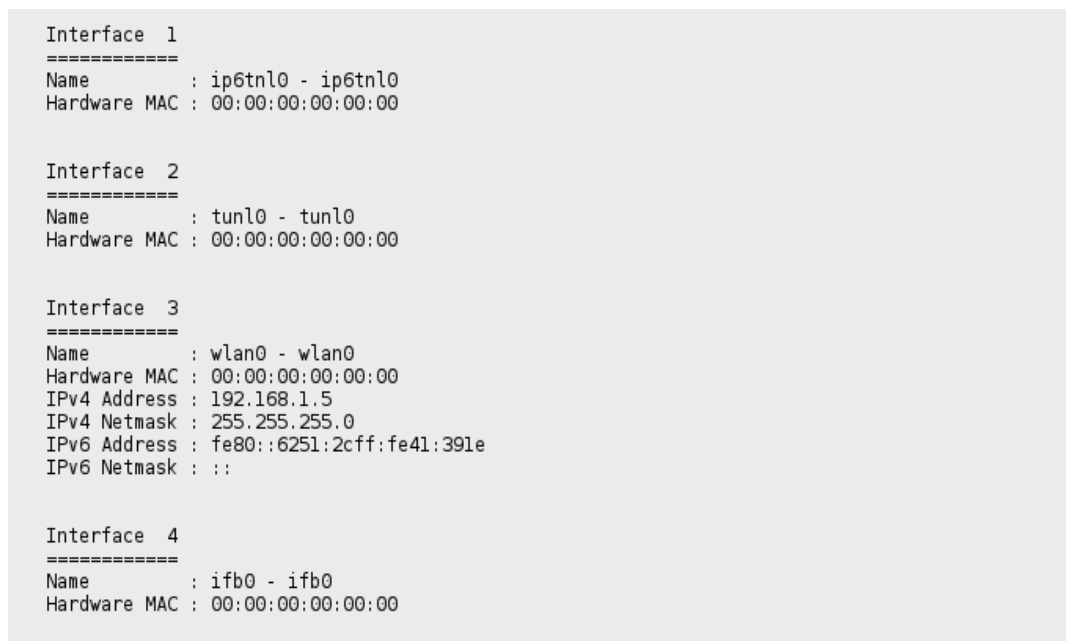 Interface  1
============
Name         : ip6tnl0 - ip6tnl0
Hardware MAC : 00:00:00:00:00:00
Interface  2
============
Name         : tunl0 - tunl0
Hardware MAC : 00:00:00:00:00:00
Interface  3
============
Name         : wlan0 - wlan0
Hardware MAC : 00:00:00:00:00:00
IPv4 Address : 192.168.1.5
IPv4 Netmask : 255.255.255.0
IPv6 Address : fe80::6251:2cff:fe41:391e
IPv6 Netmask : ::
Interface  4
============
Name         : ifb0 - ifb0
Hardware MAC : 00:00:00:00:00:00